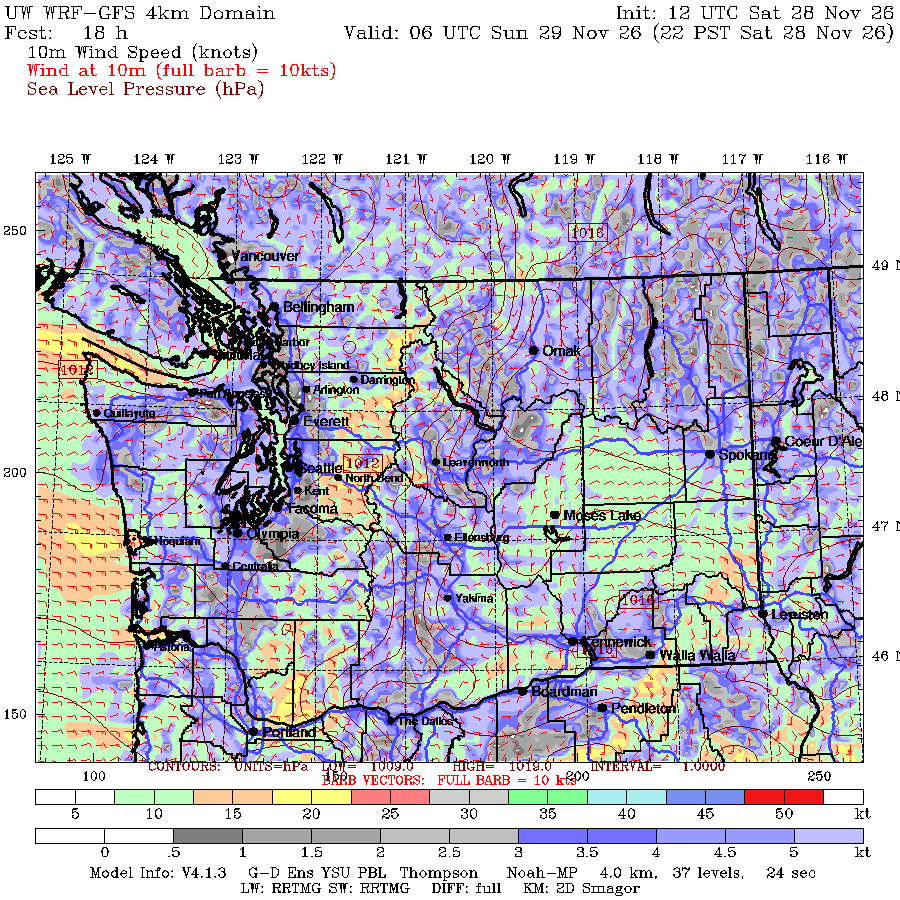 UW WRF-GFS 4km Domain Init: 12 UTC Sat 28 Nov 26
Fcst: 18 h Valid: 06 UTC Sun 29 Nov 26 (22 PST Sat 28 Nov 26)
10m Wind Speed (knots)
Wind at 10m (full barb = 10kts)
Sea Level Pressure (hPa)
125 W 124 W 123 W 122 W 121 W 120 W 119 W 118 W 117 W 116 W
250
1016
Vancouver
49 N
Bellingham
Omak
1012
Darrington
Arlington
48 N
Quillayute
Everett
Coeur D'Ale
Spokane
200
Seattle
1012
Leavenworth
North Bend
Kent
Tacoma
Moses Lake
47 N
Olympia
Hoquiam
Ellensburg
Centralia
Yakima
1016
Lewiston
Kennewick
Astoria
Walla Walla
46 N
Boardman
Pendleton
150
The Dalles
Portland
CONTOURS: UNITS=hPa LOW= 1009.0 HIGH= 1019.0 INTERVAL= 1.0000
100 150 200 250
BARB VECTORS: FULL BARB = 10 kts
5 10 15 20 25 30 35 40 45 50 kt
0 .5 1 1.5 2 2.5 3 3.5 4 4.5 5 kt
Model Info: V4.1.3 G-D Ens YSU PBL Thompson Noah-MP 4.0 km, 37 levels, 24 sec
LW: RRTMG SW: RRTMG DIFF: full KM: 2D Smagor